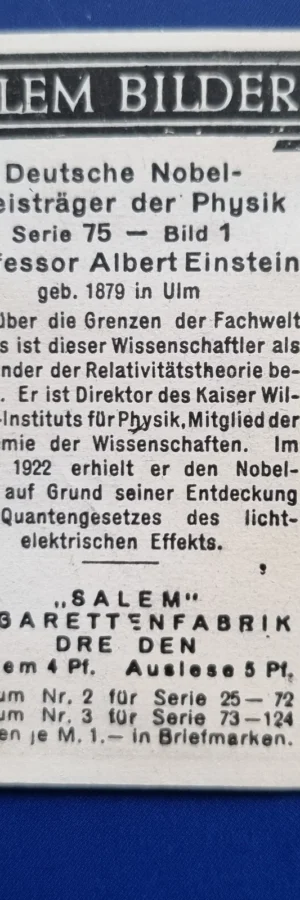 LEM BILDER
Deutsche Nobel-
eisträger der Physik
Serie 75 — Bild 1
fessor Albert Einstein
geb. 1879 in Ulm
über die Grenzen der Fachwelt
s ist dieser Wissenschaftler als
nder der Relativitätstheorie be-
. Er ist Direktor des Kaiser Wil-
-Instituts für Physik, Mitglied der
mie der Wissenschaften. Im
1922 erhielt er den Nobel-
auf Grund seiner Entdeckung
Quantengesetzes des licht-
elektrischen Effekts.
„SALEM"
GARETTENFABRIK
DRE DEN
em 4 Pf. Auslese 5 Pf.
um Nr. 2 für Serie 25 — 72
um Nr. 3 für Serie 73 — 124
en je M. 1.— in Briefmarken.